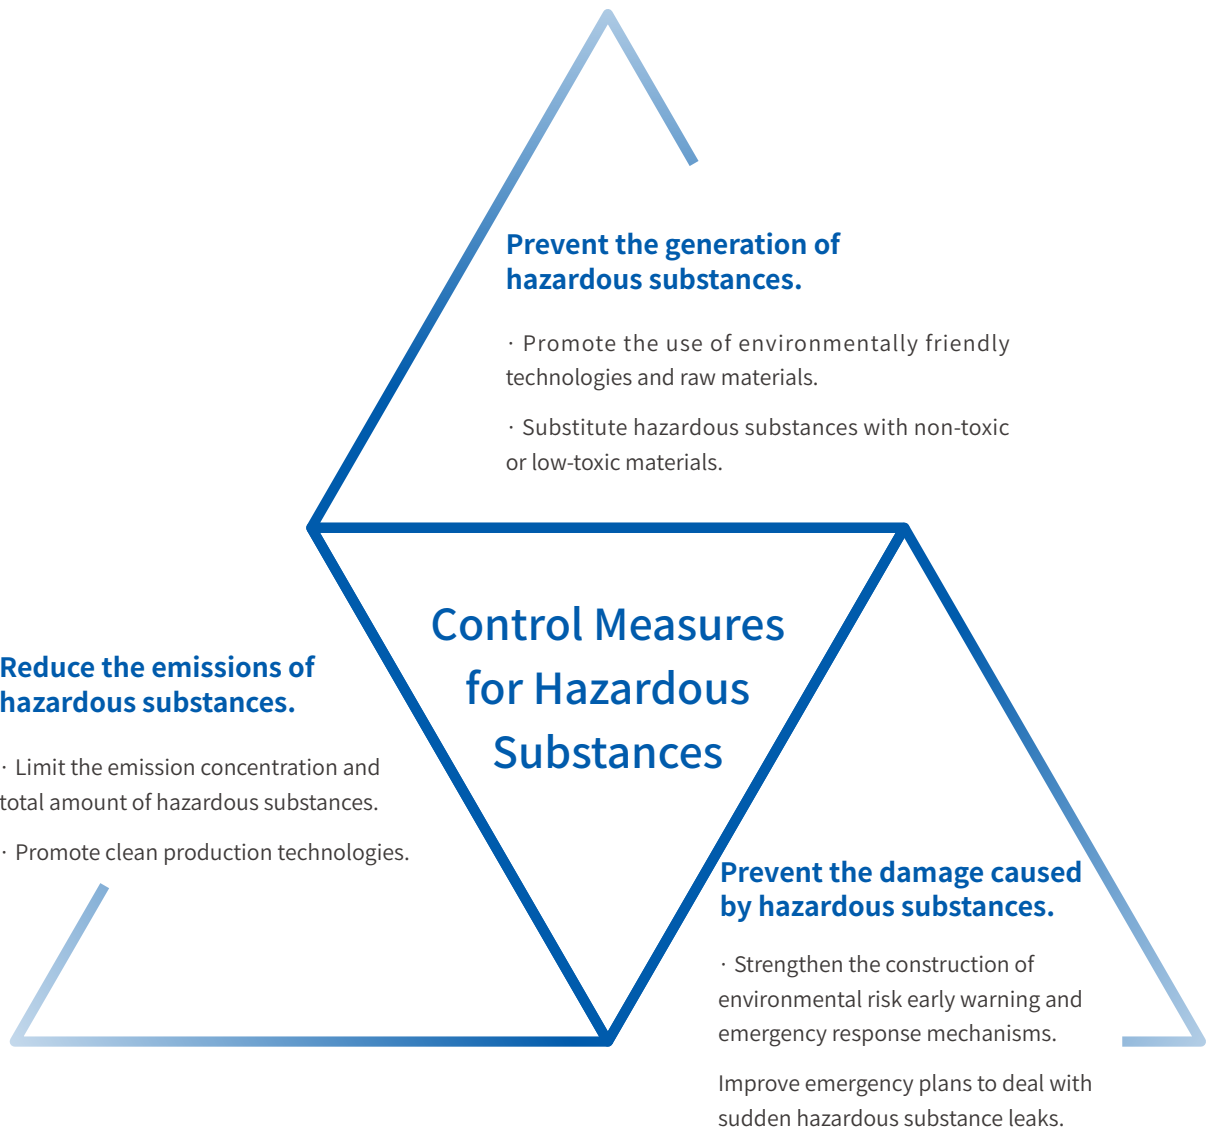 Prevent the generation of
hazardous substances.
· Promote the use of environmentally friendly
technologies and raw materials.
· Substitute hazardous substances with non-toxic
or low-toxic materials.
Control Measures
for Hazardous
Substances
Reduce the emissions of
hazardous substances.
· Limit the emission concentration and
total amount of hazardous substances.
· Promote clean production technologies.
Prevent the damage caused
by hazardous substances.
· Strengthen the construction of
environmental risk early warning and
emergency response mechanisms.
Improve emergency plans to deal with
sudden hazardous substance leaks.